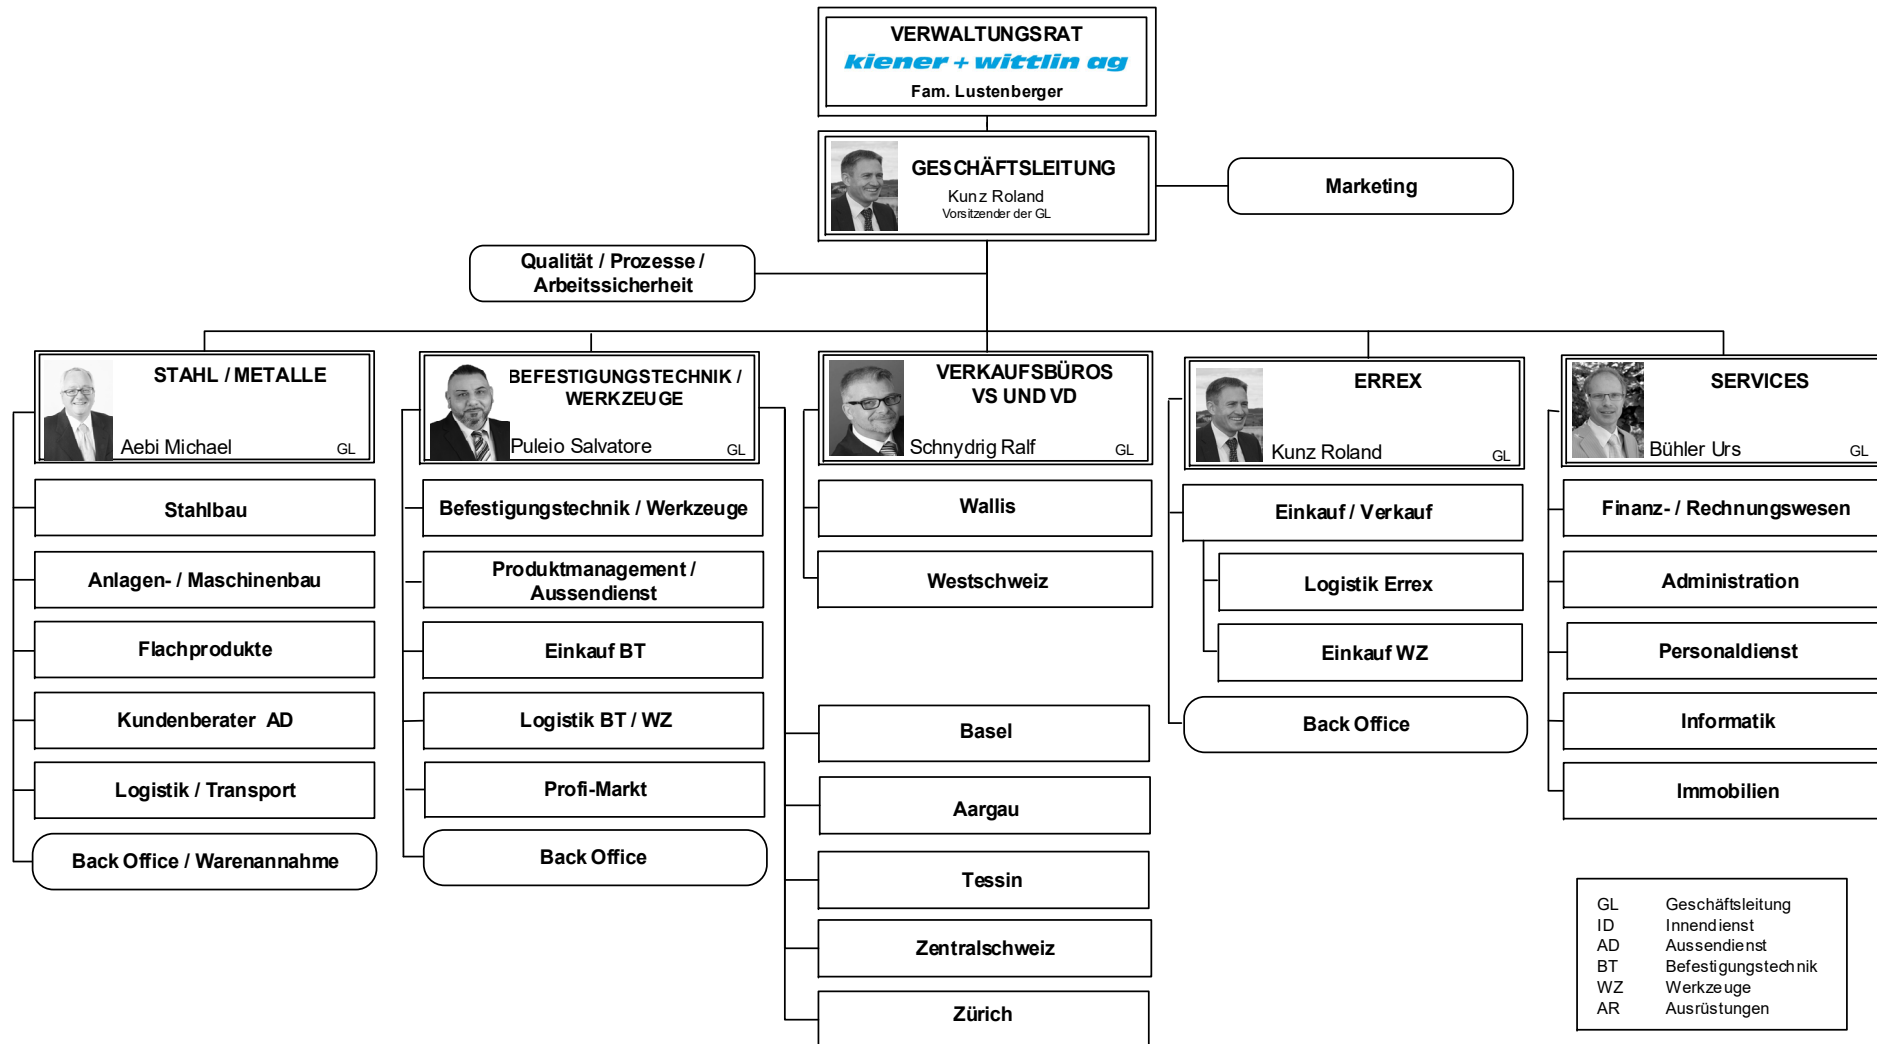 VERWALTUNGSRAT
kiener + wittlin ag
Fam. Lustenberger
GESCHÄFTSLEITUNG
Kunz Roland
Vorsitzender der GL
Marketing
Qualität / Prozesse /
Arbeitssicherheit
STAHL / METALLE
Aebi Michael
GL
Stahlbau
Anlagen- / Maschinenbau
Flachprodukte
Kundenberater AD
Logistik / Transport
Back Office / Warenannahme
BEFESTIGUNGSTECHNIK /
WERKZEUGE
Puleio Salvatore
GL
Befestigungstechnik / Werkzeuge
Produktmanagement /
Aussendienst
Einkauf BT
Logistik BT / WZ
Profi-Markt
Back Office
VERKAUFSBÜROS
VS UND VD
Schnydrig Ralf
GL
Wallis
Westschweiz
Basel
Aargau
Tessin
Zentralschweiz
Zürich
ERREX
Kunz Roland
GL
Einkauf / Verkauf
Logistik Errex
Einkauf WZ
Back Office
SERVICES
Bühler Urs
GL
Finanz- / Rechnungswesen
Administration
Personaldienst
Informatik
Immobilien
GL Geschäftsleitung
ID Innendienst
AD Aussendienst
BT Befestigungstechnik
WZ Werkzeuge
AR Ausrüstungen